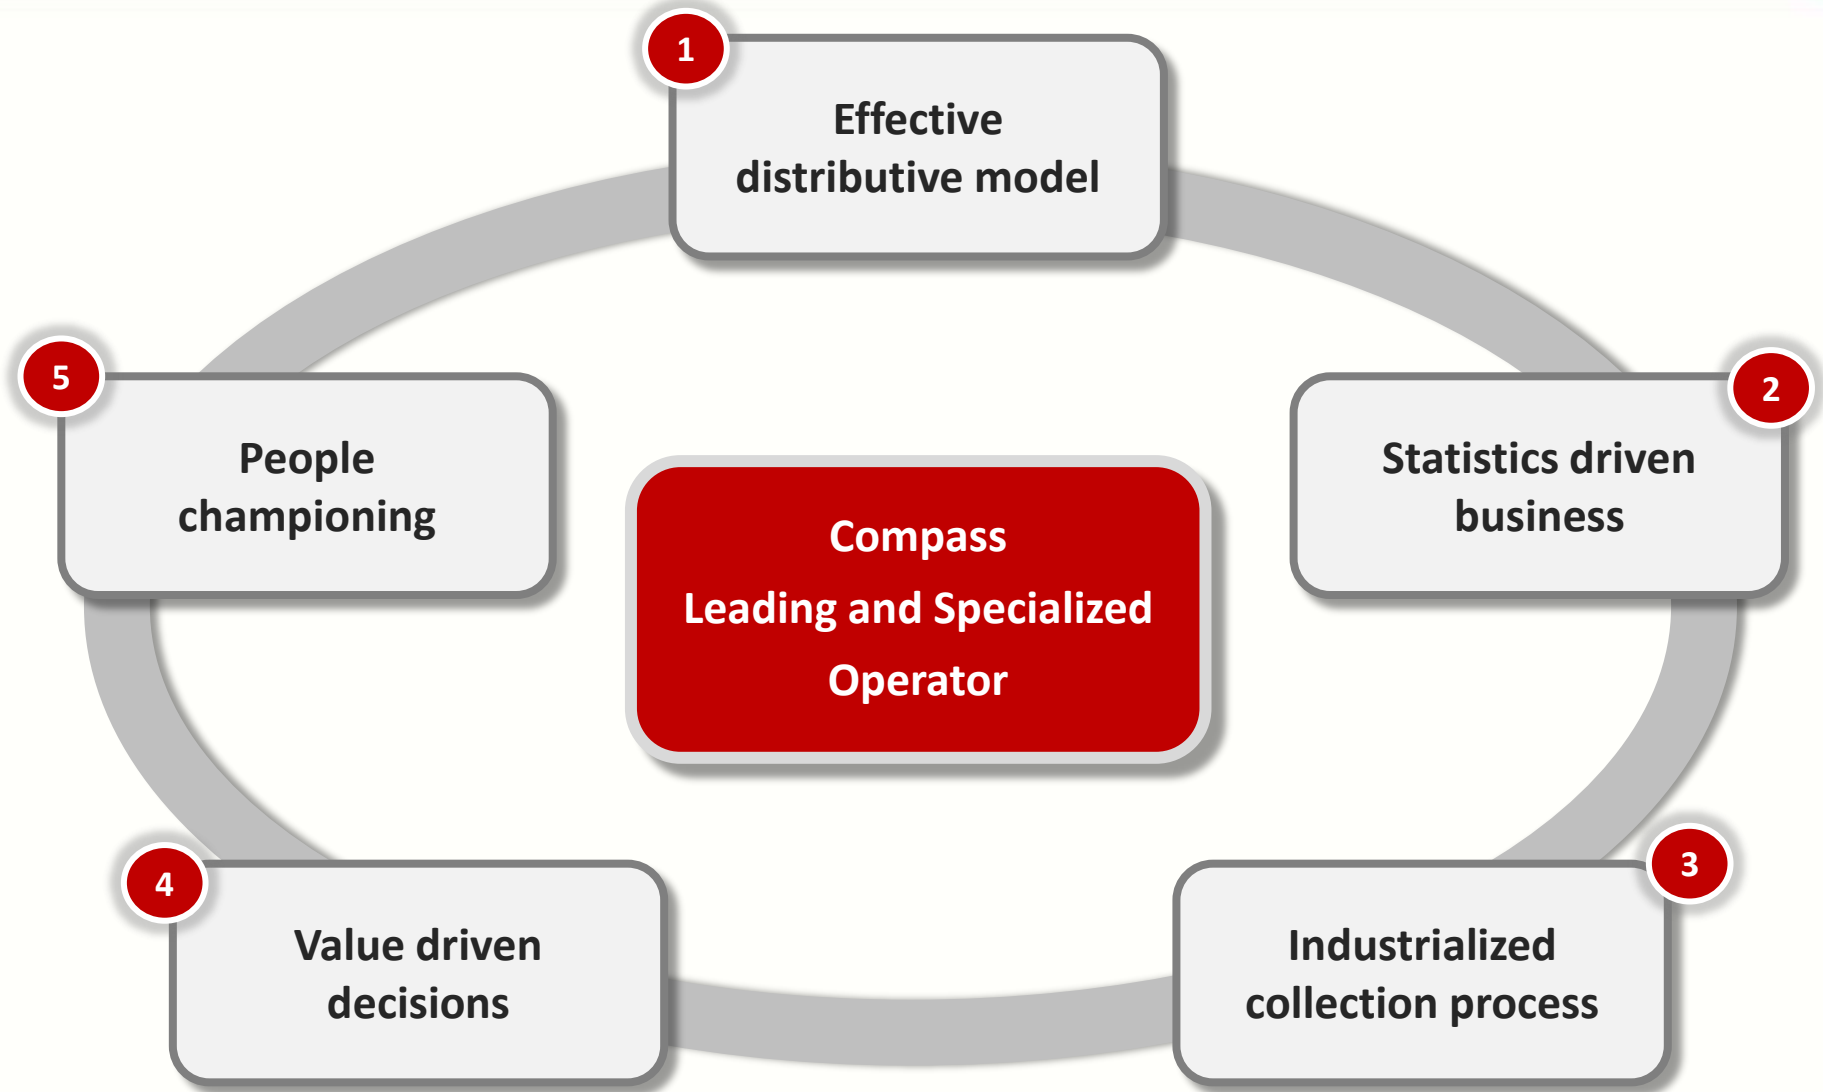 1
Effective
distributive model
2
Statistics driven
business
3
Industrialized
collection process
4
Value driven
decisions
5
People
championing
Compass
Leading and Specialized
Operator